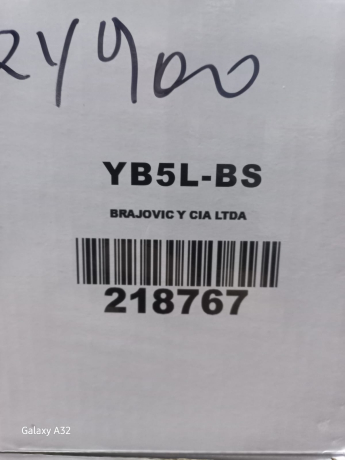 24900
YB5L-BS
BRAJOVIC Y CIA LTDA
218767
Galaxy A32